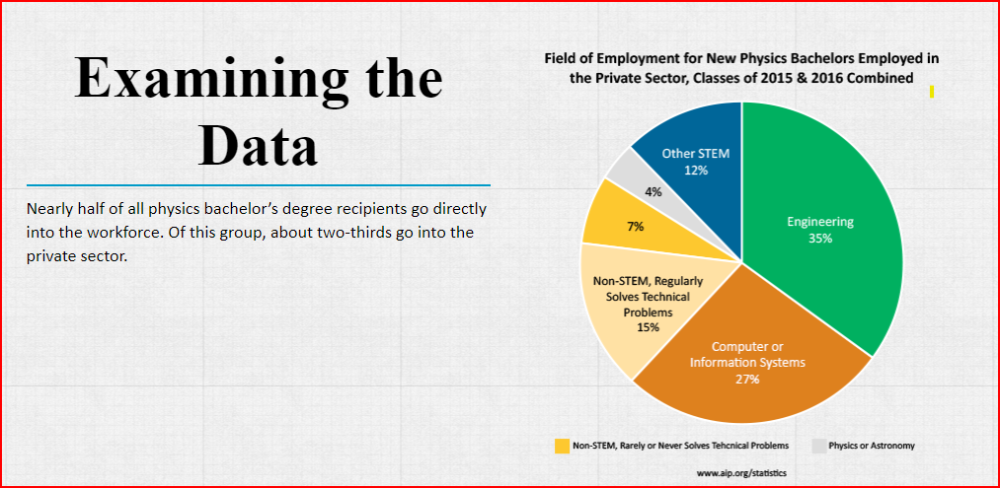 Examining the
Data
Nearly half of all physics bachelor’s degree recipients go directly
into the workforce. Of this group, about two-thirds go into the
private sector.
Field of Employment for New Physics Bachelors Employed in
the Private Sector, Classes of 2015 & 2016 Combined
Other STEM
12%
4%
7%
Engineering
35%
Non-STEM, Regularly
Solves Technical
Problems
15%
Computer or
Information Systems
27%
Non-STEM, Rarely or Never Solves Tehcnical Problems
Physics or Astronomy
www.aip.org/statistics